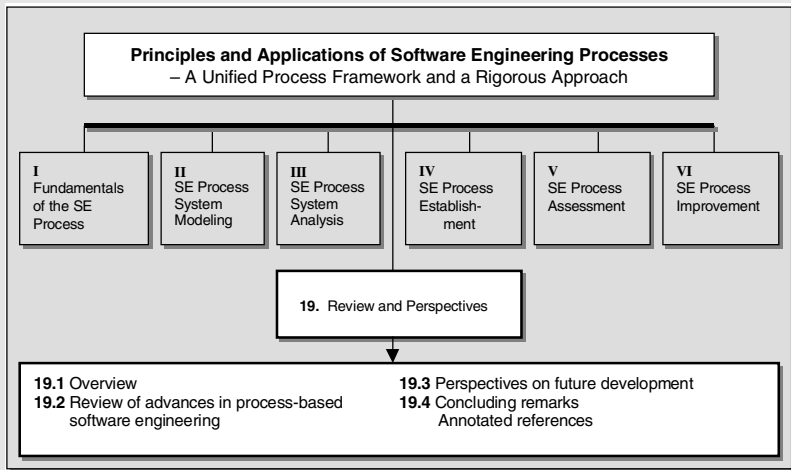 Principles and Applications of Software Engineering Processes
– A Unified Process Framework and a Rigorous Approach
I
Fundamentals
of the SE
Process
II
SE Process
System
Modeling
III
SE Process
System
Analysis
IV
SE Process
Establish-
ment
V
SE Process
Assessment
VI
SE Process
Improvement
19. Review and Perspectives
19.1 Overview
19.2 Review of advances in process-based
software engineering
19.3 Perspectives on future development
19.4 Concluding remarks
Annotated references